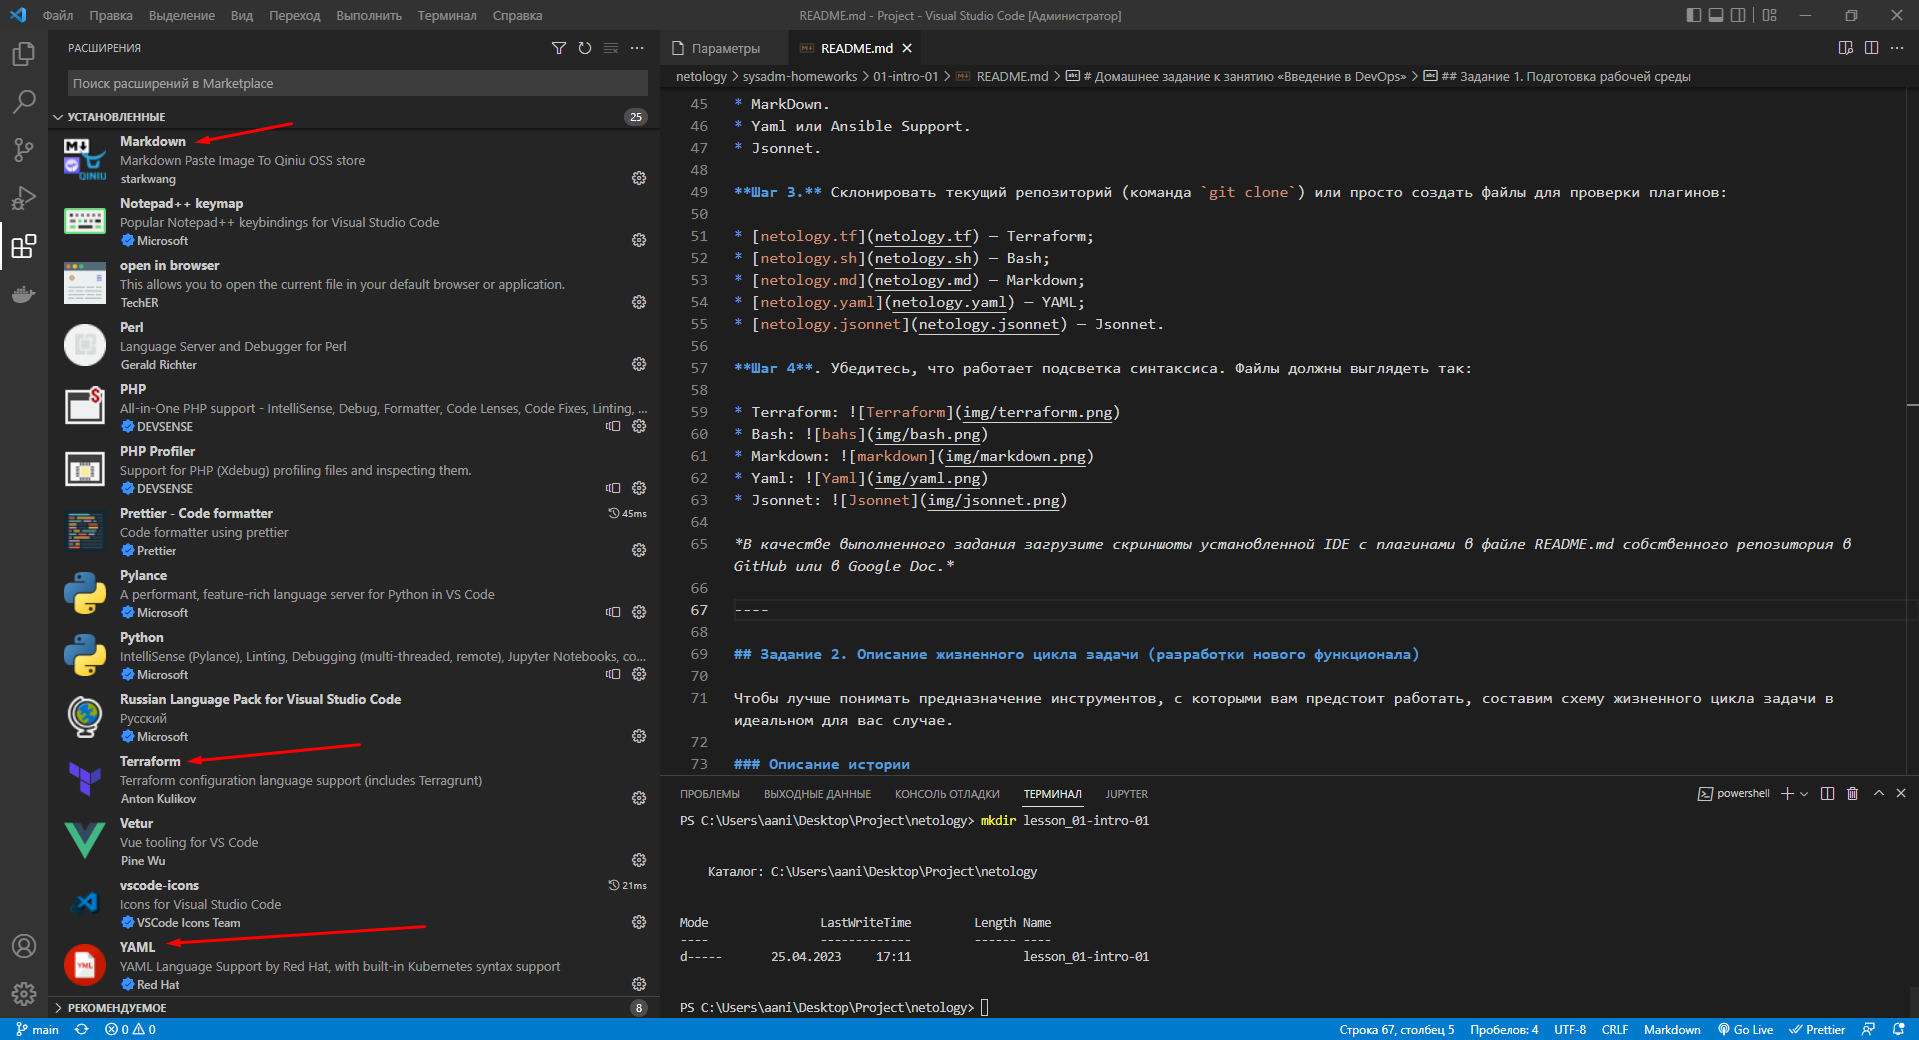 Файл Правка Выделение Вид Переход Выполнить Терминал Справка
README.md - Project - Visual Studio Code [Администратор]
РАСШИРЕНИЯ
Поиск расширений в Marketplace
УСТАНОВЛЕННЫЕ 25
Markdown
Markdown Paste Image To Qiniu OSS store
starkwang
Notepad++ keymap
Popular Notepad++ keybindings for Visual Studio Code
Microsoft
open in browser
This allows you to open the current file in your default browser or application.
TechER
Perl
Language Server and Debugger for Perl
Gerald Richter
PHP
All-in-One PHP support - IntelliSense, Debug, Formatter, Code Lenses, Code Fixes, Linting, ...
DEVSENSE
PHP Profiler
Support for PHP (Xdebug) profiling files and inspecting them.
DEVSENSE
Prettier - Code formatter 45ms
Code formatter using prettier
Prettier
Pylance
A performant, feature-rich language server for Python in VS Code
Microsoft
Python
IntelliSense (Pylance), Linting, Debugging (multi-threaded, remote), Jupyter Notebooks, co...
Microsoft
Russian Language Pack for Visual Studio Code
Русский
Microsoft
Terraform
Terraform configuration language support (includes Terragrunt)
Anton Kulikov
Vetur
Vue tooling for VS Code
Pine Wu
vscode-icons 21ms
Icons for Visual Studio Code
VSCode Icons Team
YAML
YAML Language Support by Red Hat, with built-in Kubernetes syntax support
Red Hat
РЕКОМЕНДУЕМОЕ 8
Параметры README.md
netology > sysadm-homeworks > 01-intro-01 > README.md > # Домашнее задание к занятию «Введение в DevOps» > ## Задание 1. Подготовка рабочей среды
45 * MarkDown.
46 * Yaml или Ansible Support.
47 * Jsonnet.
48
49 **Шаг 3.** Склонировать текущий репозиторий (команда `git clone`) или просто создать файлы для проверки плагинов:
50
51 * [netology.tf](netology.tf) – Terraform;
52 * [netology.sh](netology.sh) – Bash;
53 * [netology.md](netology.md) – Markdown;
54 * [netology.yaml](netology.yaml) – YAML;
55 * [netology.jsonnet](netology.jsonnet) – Jsonnet.
56
57 **Шаг 4**. Убедитесь, что работает подсветка синтаксиса. Файлы должны выглядеть так:
58
59 * Terraform: ![Terraform](img/terraform.png)
60 * Bash: ![bahs](img/bash.png)
61 * Markdown: ![markdown](img/markdown.png)
62 * Yaml: ![Yaml](img/yaml.png)
63 * Jsonnet: ![Jsonnet](img/jsonnet.png)
64
65 *В качестве выполненного задания загрузите скриншоты установленной IDE с плагинами в файле README.md собственного репозитория в
GitHub или в Google Doc.*
66
67 ----
68
69 ## Задание 2. Описание жизненного цикла задачи (разработки нового функционала)
70
71 Чтобы лучше понимать предназначение инструментов, с которыми вам предстоит работать, составим схему жизненного цикла задачи в
идеальном для вас случае.
72
73 ### Описание истории
ПРОБЛЕМЫ ВЫХОДНЫЕ ДАННЫЕ КОНСОЛЬ ОТЛАДКИ ТЕРМИНАЛ JUPYTER powershell
PS C:\Users\aani\Desktop\Project\netology> mkdir lesson_01-intro-01
Каталог: C:\Users\aani\Desktop\Project\netology
Mode LastWriteTime Length Name
---- ------------- ------ ----
d----- 25.04.2023 17:11 lesson_01-intro-01
PS C:\Users\aani\Desktop\Project\netology>
main 0 0 Строка 67, столбец 5 Пробелов: 4 UTF-8 CRLF Markdown Go Live Prettier